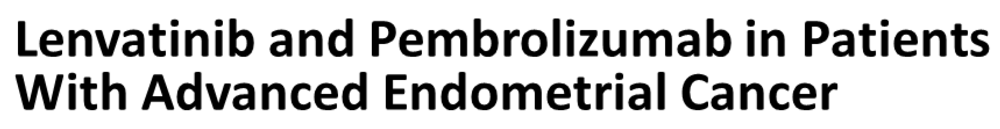 Lenvatinib and Pembrolizumab in Patients
With Advanced Endometrial Cancer